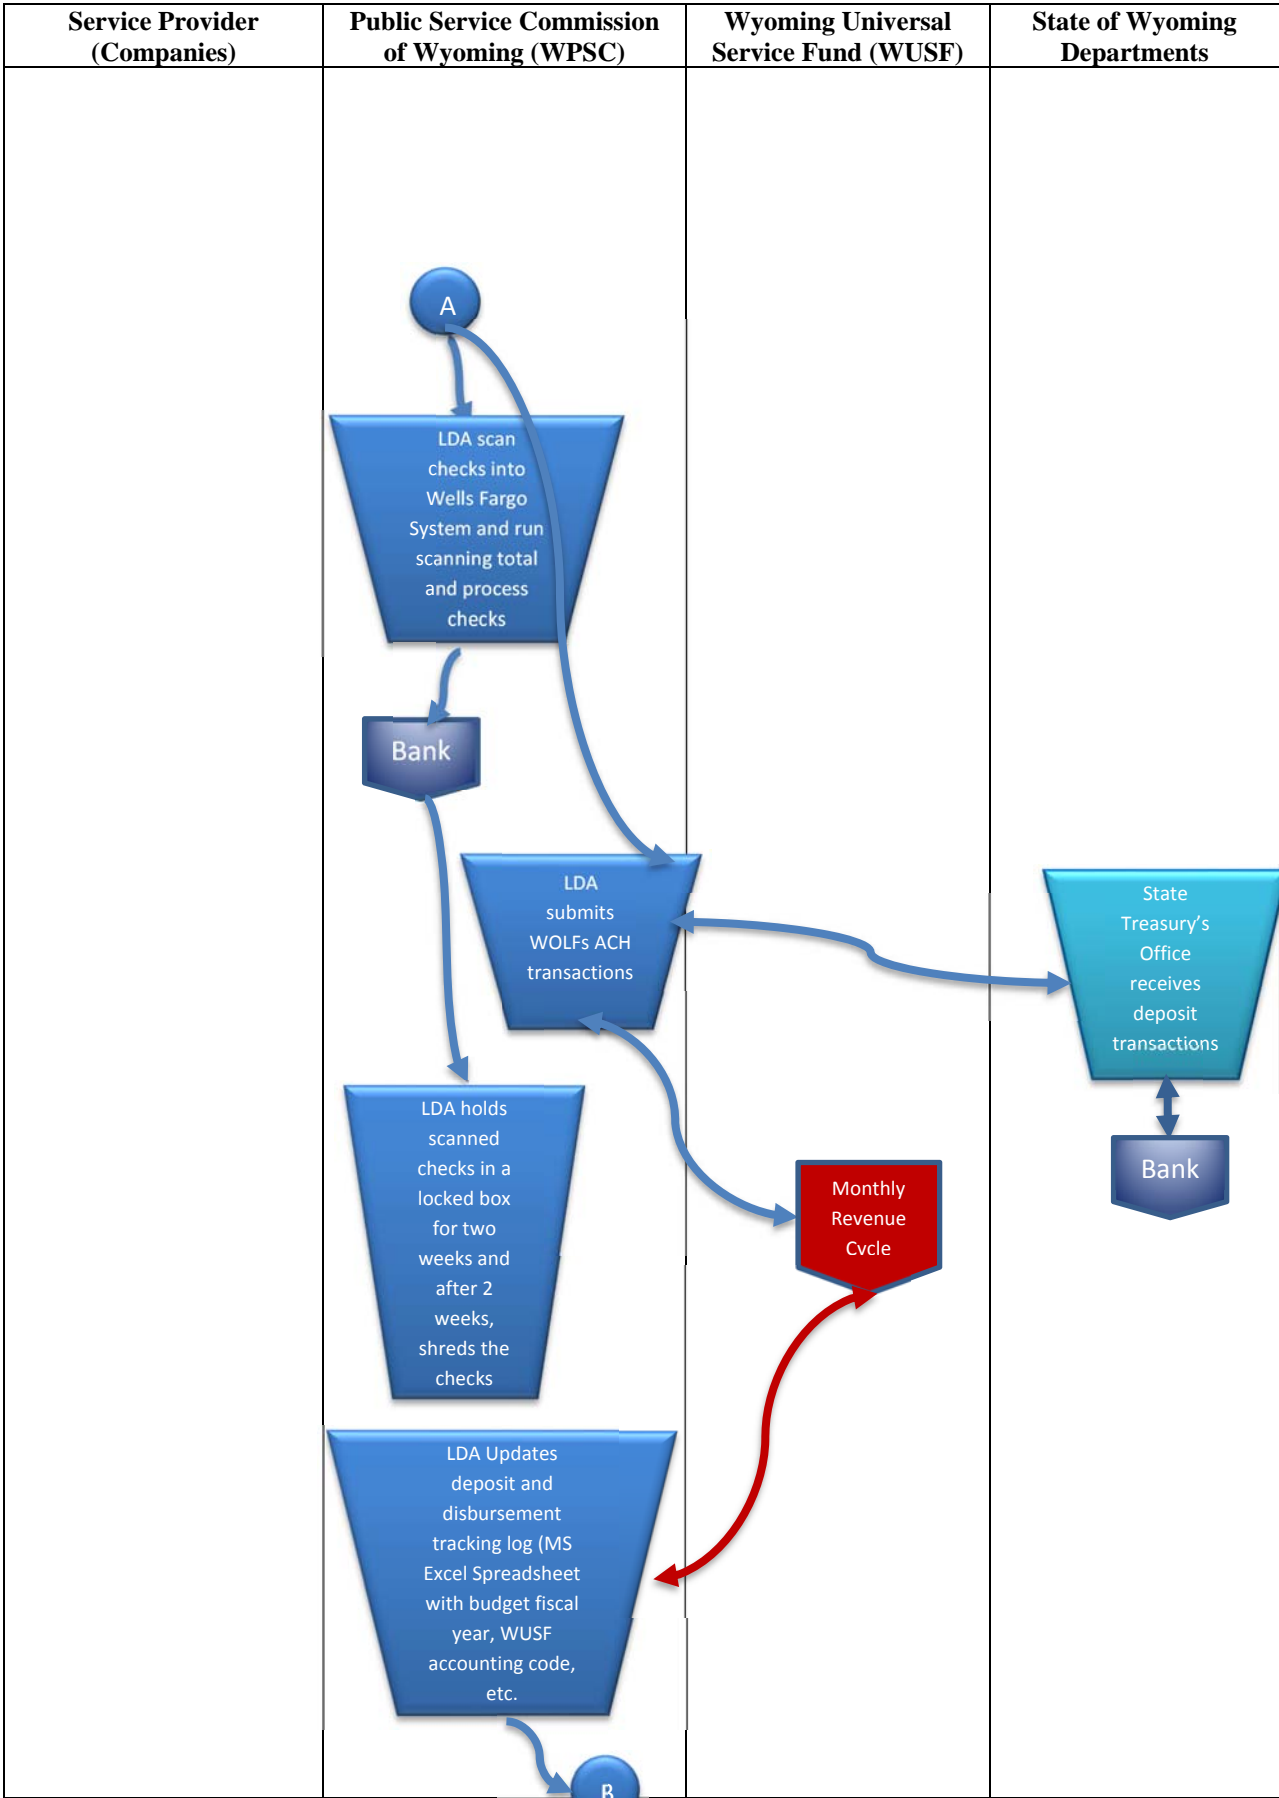 Service Provider
(Companies)
Public Service Commission
of Wyoming (WPSC)
Wyoming Universal
Service Fund (WUSF)
State of Wyoming
Departments
A
LDA scan
checks into
Wells Fargo
System and run
scanning total
and process
checks
Bank
LDA
submits
WOLFs ACH
transactions
State
Treasury's
Office
receives
deposit
transactions
Bank
LDA holds
scanned
checks in a
locked box
for two
weeks and
after 2
weeks,
shreds the
checks
Monthly
Revenue
Cycle
LDA Updates
deposit and
disbursement
tracking log (MS
Excel Spreadsheet
with budget fiscal
year, WUSF
accounting code,
etc.
B